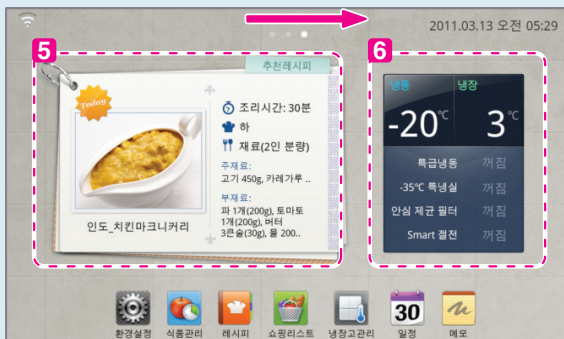 2011.03.13 오전 05:29
5
추천레시피
Today
조리시간: 30분
하
재료(2인 분량)
주재료:
고기 450g, 카레가루 ..
부재료:
파 1개(200g), 토마토
1개(200g), 버터
3큰술(30g), 물 200..
인도_치킨마크니커리
6
냉동 냉장
-20℃ 3℃
특급냉동 꺼짐
-35℃ 특냉실 꺼짐
안심 제균 필터 꺼짐
Smart 절전 꺼짐
30
환경설정 식품관리 레시피 쇼핑리스트 냉장고관리 일정 메모